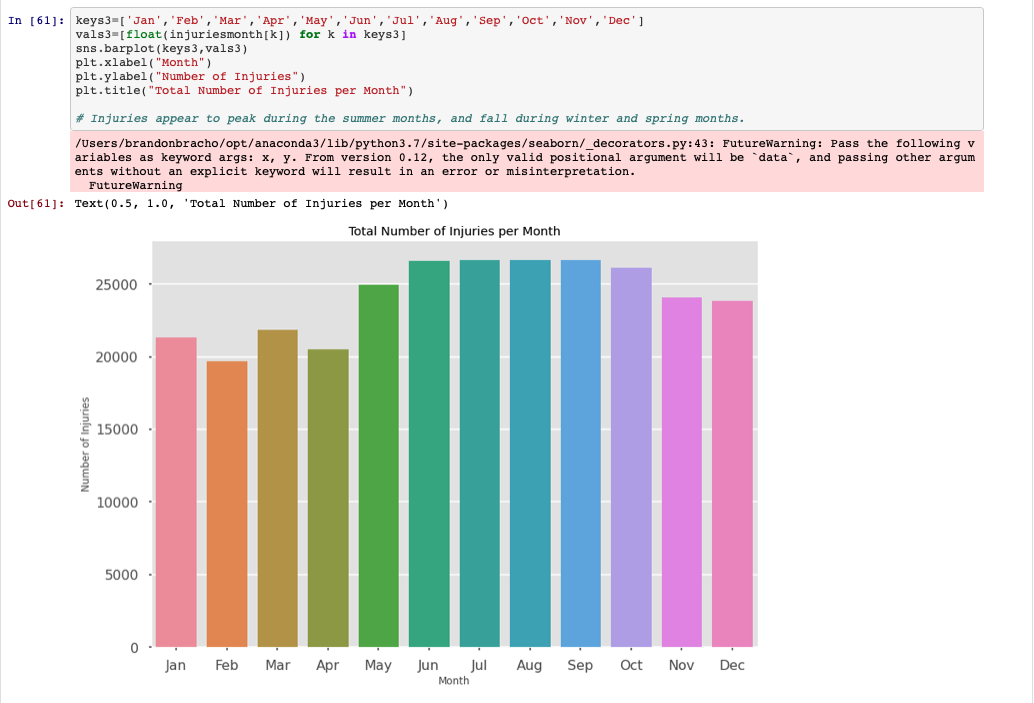 In [61]: keys3=['Jan','Feb','Mar','Apr','May','Jun','Jul','Aug','Sep','Oct','Nov','Dec']
vals3=[float(injuriesmonth[k]) for k in keys3]
sns.barplot(keys3,vals3)
plt.xlabel("Month")
plt.ylabel("Number of Injuries")
plt.title("Total Number of Injuries per Month")
# Injuries appear to peak during the summer months, and fall during winter and spring months.
/Users/brandonbracho/opt/anaconda3/lib/python3.7/site-packages/seaborn/_decorators.py:43: FutureWarning: Pass the following v
ariables as keyword args: x, y. From version 0.12, the only valid positional argument will be `data`, and passing other argum
ents without an explicit keyword will result in an error or misinterpretation.
FutureWarning
Out[61]: Text(0.5, 1.0, 'Total Number of Injuries per Month')
Total Number of Injuries per Month
Number of Injuries
25000
20000
15000
10000
5000
0
Jan Feb Mar Apr May Jun Jul Aug Sep Oct Nov Dec
Month